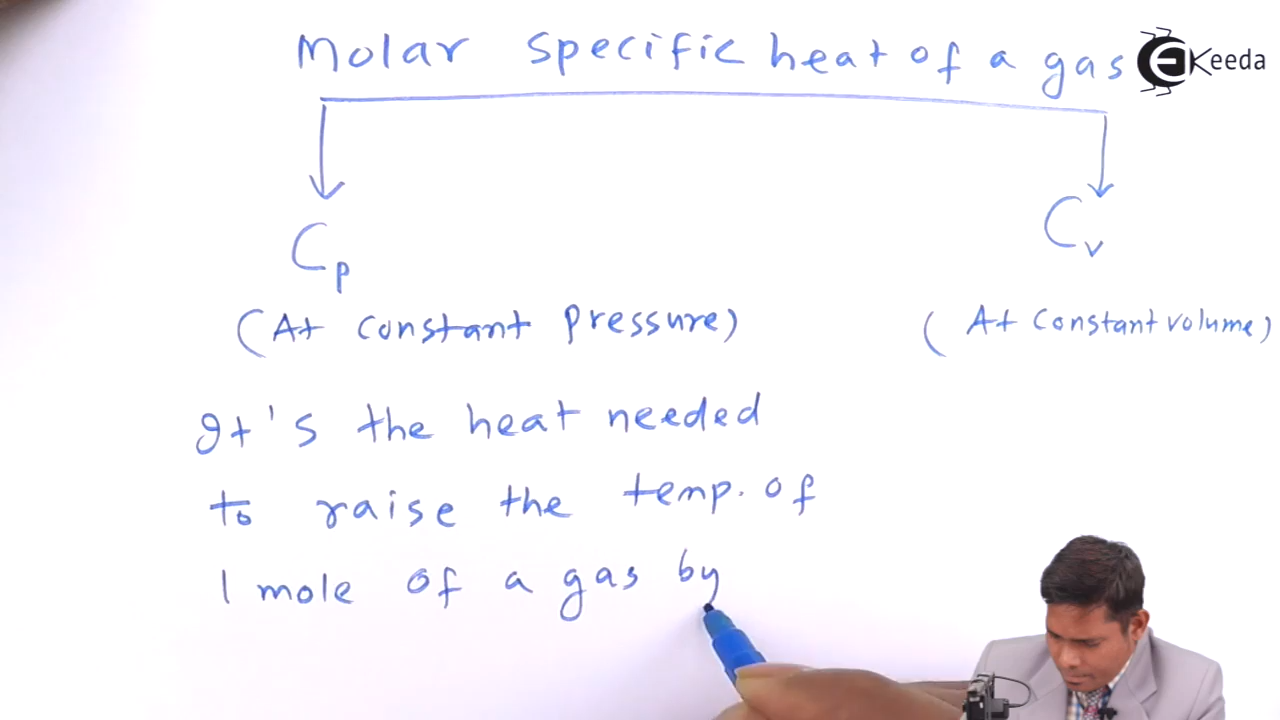 Molar specific heat of a gas
EKeeda
Cp
Cv
(At constant pressure)
(At constant volume)
It's the heat needed
to raise the temp. of
1 mole of a gas by